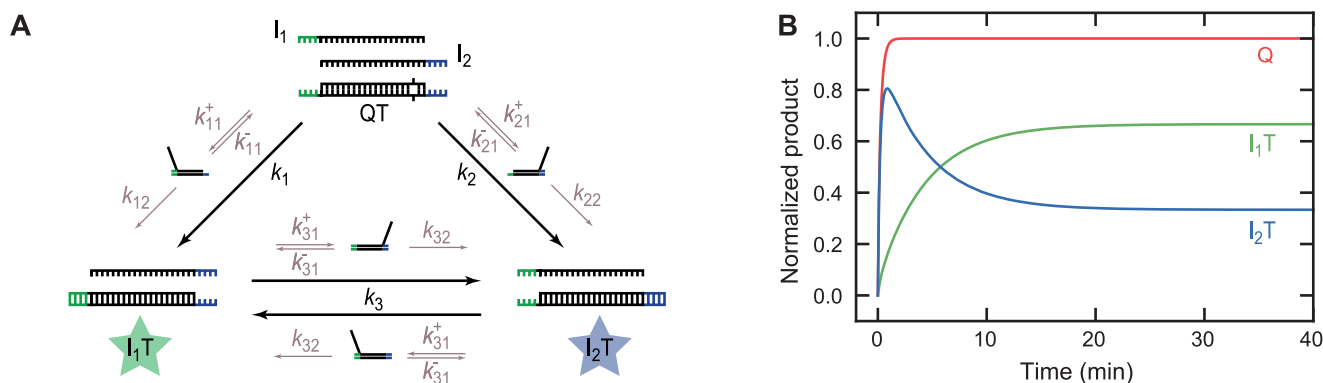 A
I₁
I₂
QT
k⁺₁₁
k⁻₁₁
k⁺₂₁
k⁻₂₁
k₁
k₂
k₁₂
k₂₂
k⁺₃₁
k⁻₃₁
k₃₂
k₃
k₃₂
k⁺₃₁
k⁻₃₁
I₁T
I₂T
B
Normalized product
1.0
0.8
0.6
0.4
0.2
0.0
Q
I₁T
I₂T
0 10 20 30 40
Time (min)